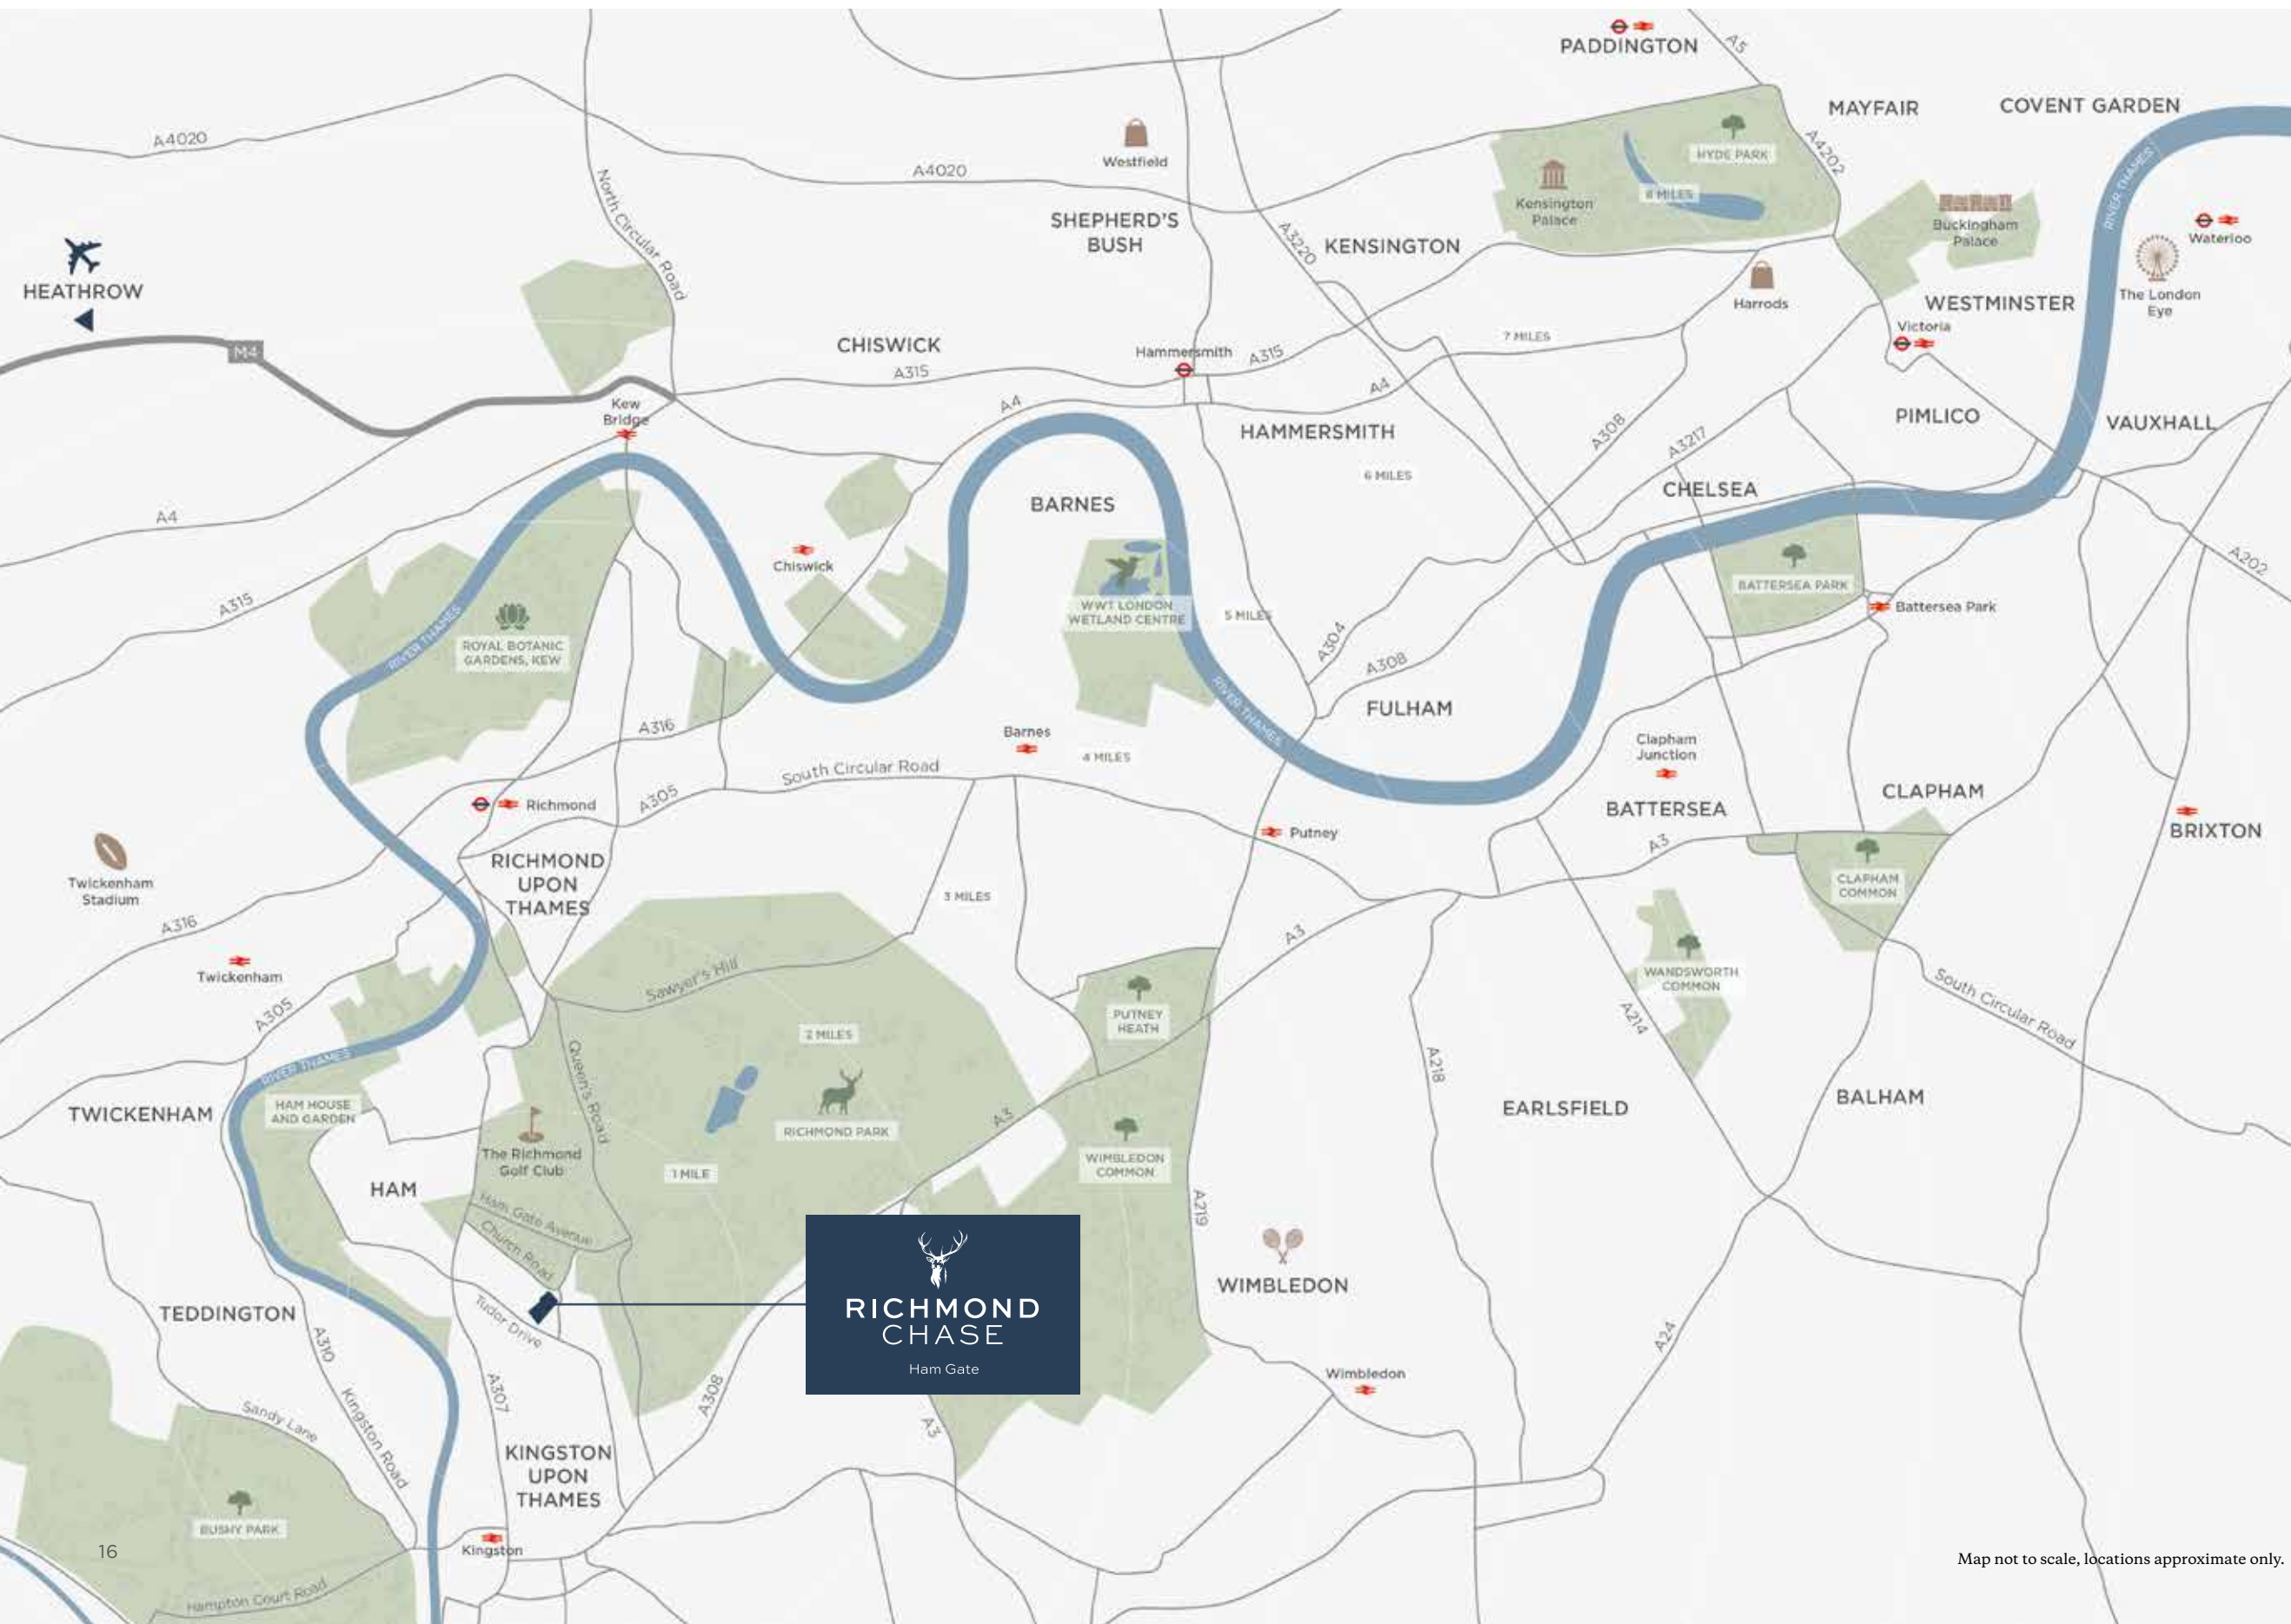 PADDINGTON
A5
MAYFAIR
COVENT GARDEN
A4020
A4020
Westfield
HYDE PARK
A4202
Kensington
Palace
8 MILES
RIVER THAMES
North Circular Road
SHEPHERD'S
BUSH
A3220
KENSINGTON
Buckingham
Palace
Waterloo
HEATHROW
Harrods
WESTMINSTER
The London
Eye
M4
CHISWICK
A315
Hammersmith
A315
7 MILES
Victoria
Kew
Bridge
A4
A4
HAMMERSMITH
A308
A3217
PIMLICO
VAUXHALL
6 MILES
CHELSEA
BARNES
A4
Chiswick
A202
BATTERSEA PARK
Battersea Park
A315
WWT LONDON
WETLAND CENTRE
5 MILES
A304
A308
RIVER THAMES
ROYAL BOTANIC
GARDENS, KEW
RIVER THAMES
FULHAM
A316
Barnes
4 MILES
Clapham
Junction
South Circular Road
A305
Richmond
BATTERSEA
CLAPHAM
Putney
A3
BRIXTON
RICHMOND
UPON
THAMES
Twickenham
Stadium
3 MILES
CLAPHAM
COMMON
A316
A3
Twickenham
Sawyer's Hill
WANDSWORTH
COMMON
South Circular Road
A305
PUTNEY
HEATH
A214
2 MILES
RIVER THAMES
Queen's Road
A218
TWICKENHAM
HAM HOUSE
AND GARDEN
RICHMOND PARK
A3
EARLSFIELD
BALHAM
The Richmond
Golf Club
1 MILE
WIMBLEDON
COMMON
HAM
Ham Gate Avenue
Church Road
A219
RICHMOND
CHASE
Ham Gate
WIMBLEDON
TEDDINGTON
Tudor Drive
A310
A24
Wimbledon
A307
A308
Sandy Lane
Kingston Road
A3
KINGSTON
UPON
THAMES
BUSHY PARK
16
Kingston
Hampton Court Road
Map not to scale, locations approximate only.